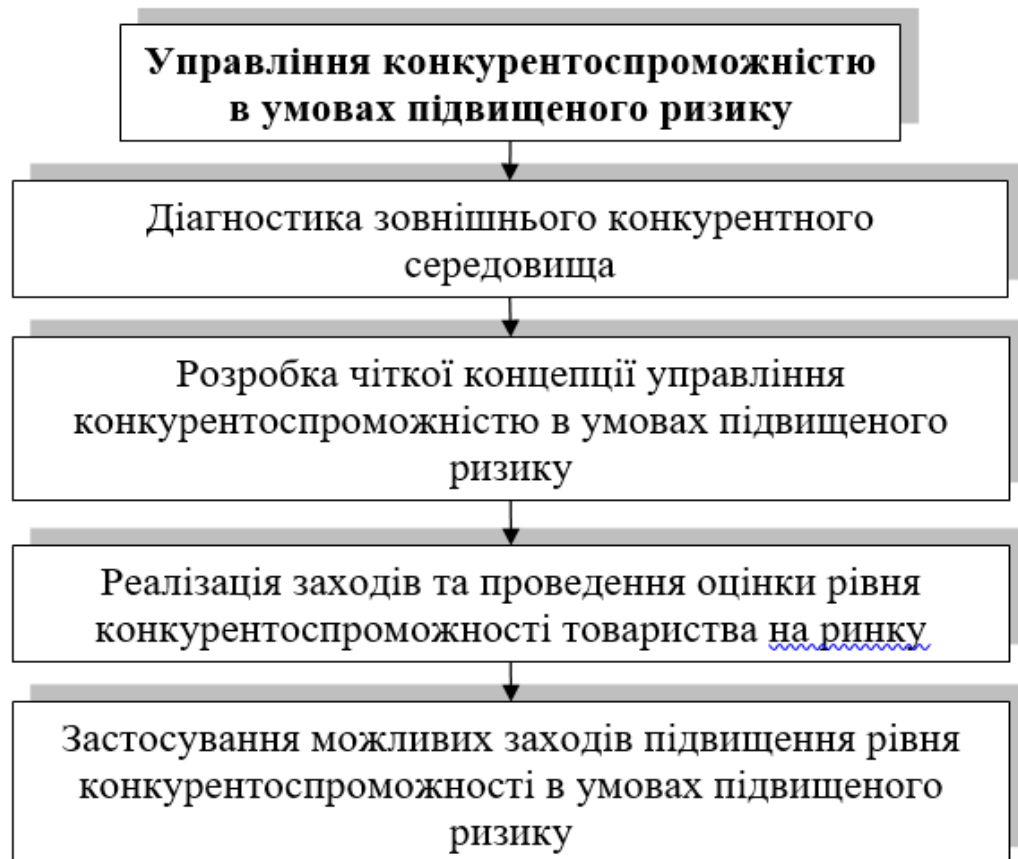 Управління конкурентоспроможністю
в умовах підвищеного ризику
Діагностика зовнішнього конкурентного
середовища
Розробка чіткої концепції управління
конкурентоспроможністю в умовах підвищеного
ризику
Реалізація заходів та проведення оцінки рівня
конкурентоспроможності товариства на ринку
Застосування можливих заходів підвищення рівня
конкурентоспроможності в умовах підвищеного
ризику